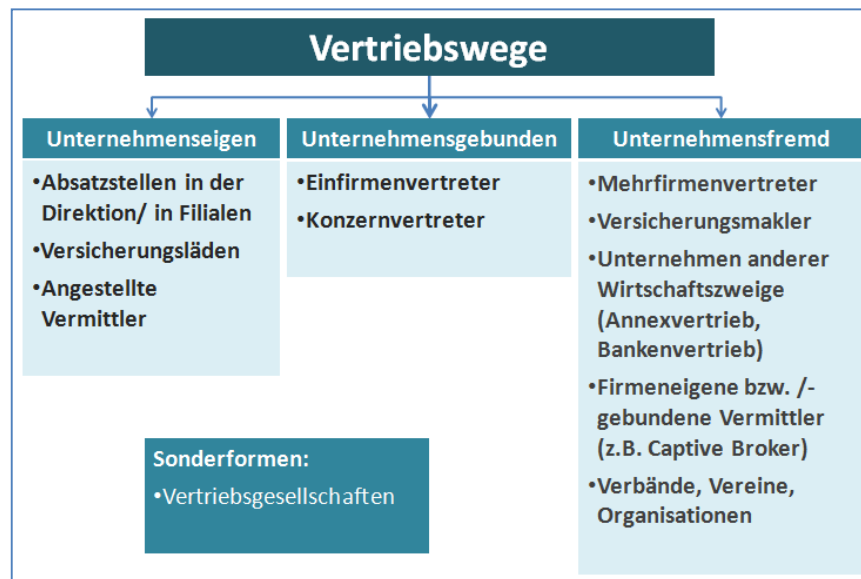 Vertriebswege
Unternehmenseigen
•Absatzstellen in der
Direktion/ in Filialen
•Versicherungsläden
•Angestellte
Vermittler
Unternehmensgebunden
•Einfirmenvertreter
•Konzernvertreter
Unternehmensfremd
•Mehrfirmenvertreter
•Versicherungsmakler
•Unternehmen anderer
Wirtschaftszweige
(Annexvertrieb,
Bankenvertrieb)
•Firmeneigene bzw. /-
gebundene Vermittler
(z.B. Captive Broker)
•Verbände, Vereine,
Organisationen
Sonderformen:
•Vertriebsgesellschaften